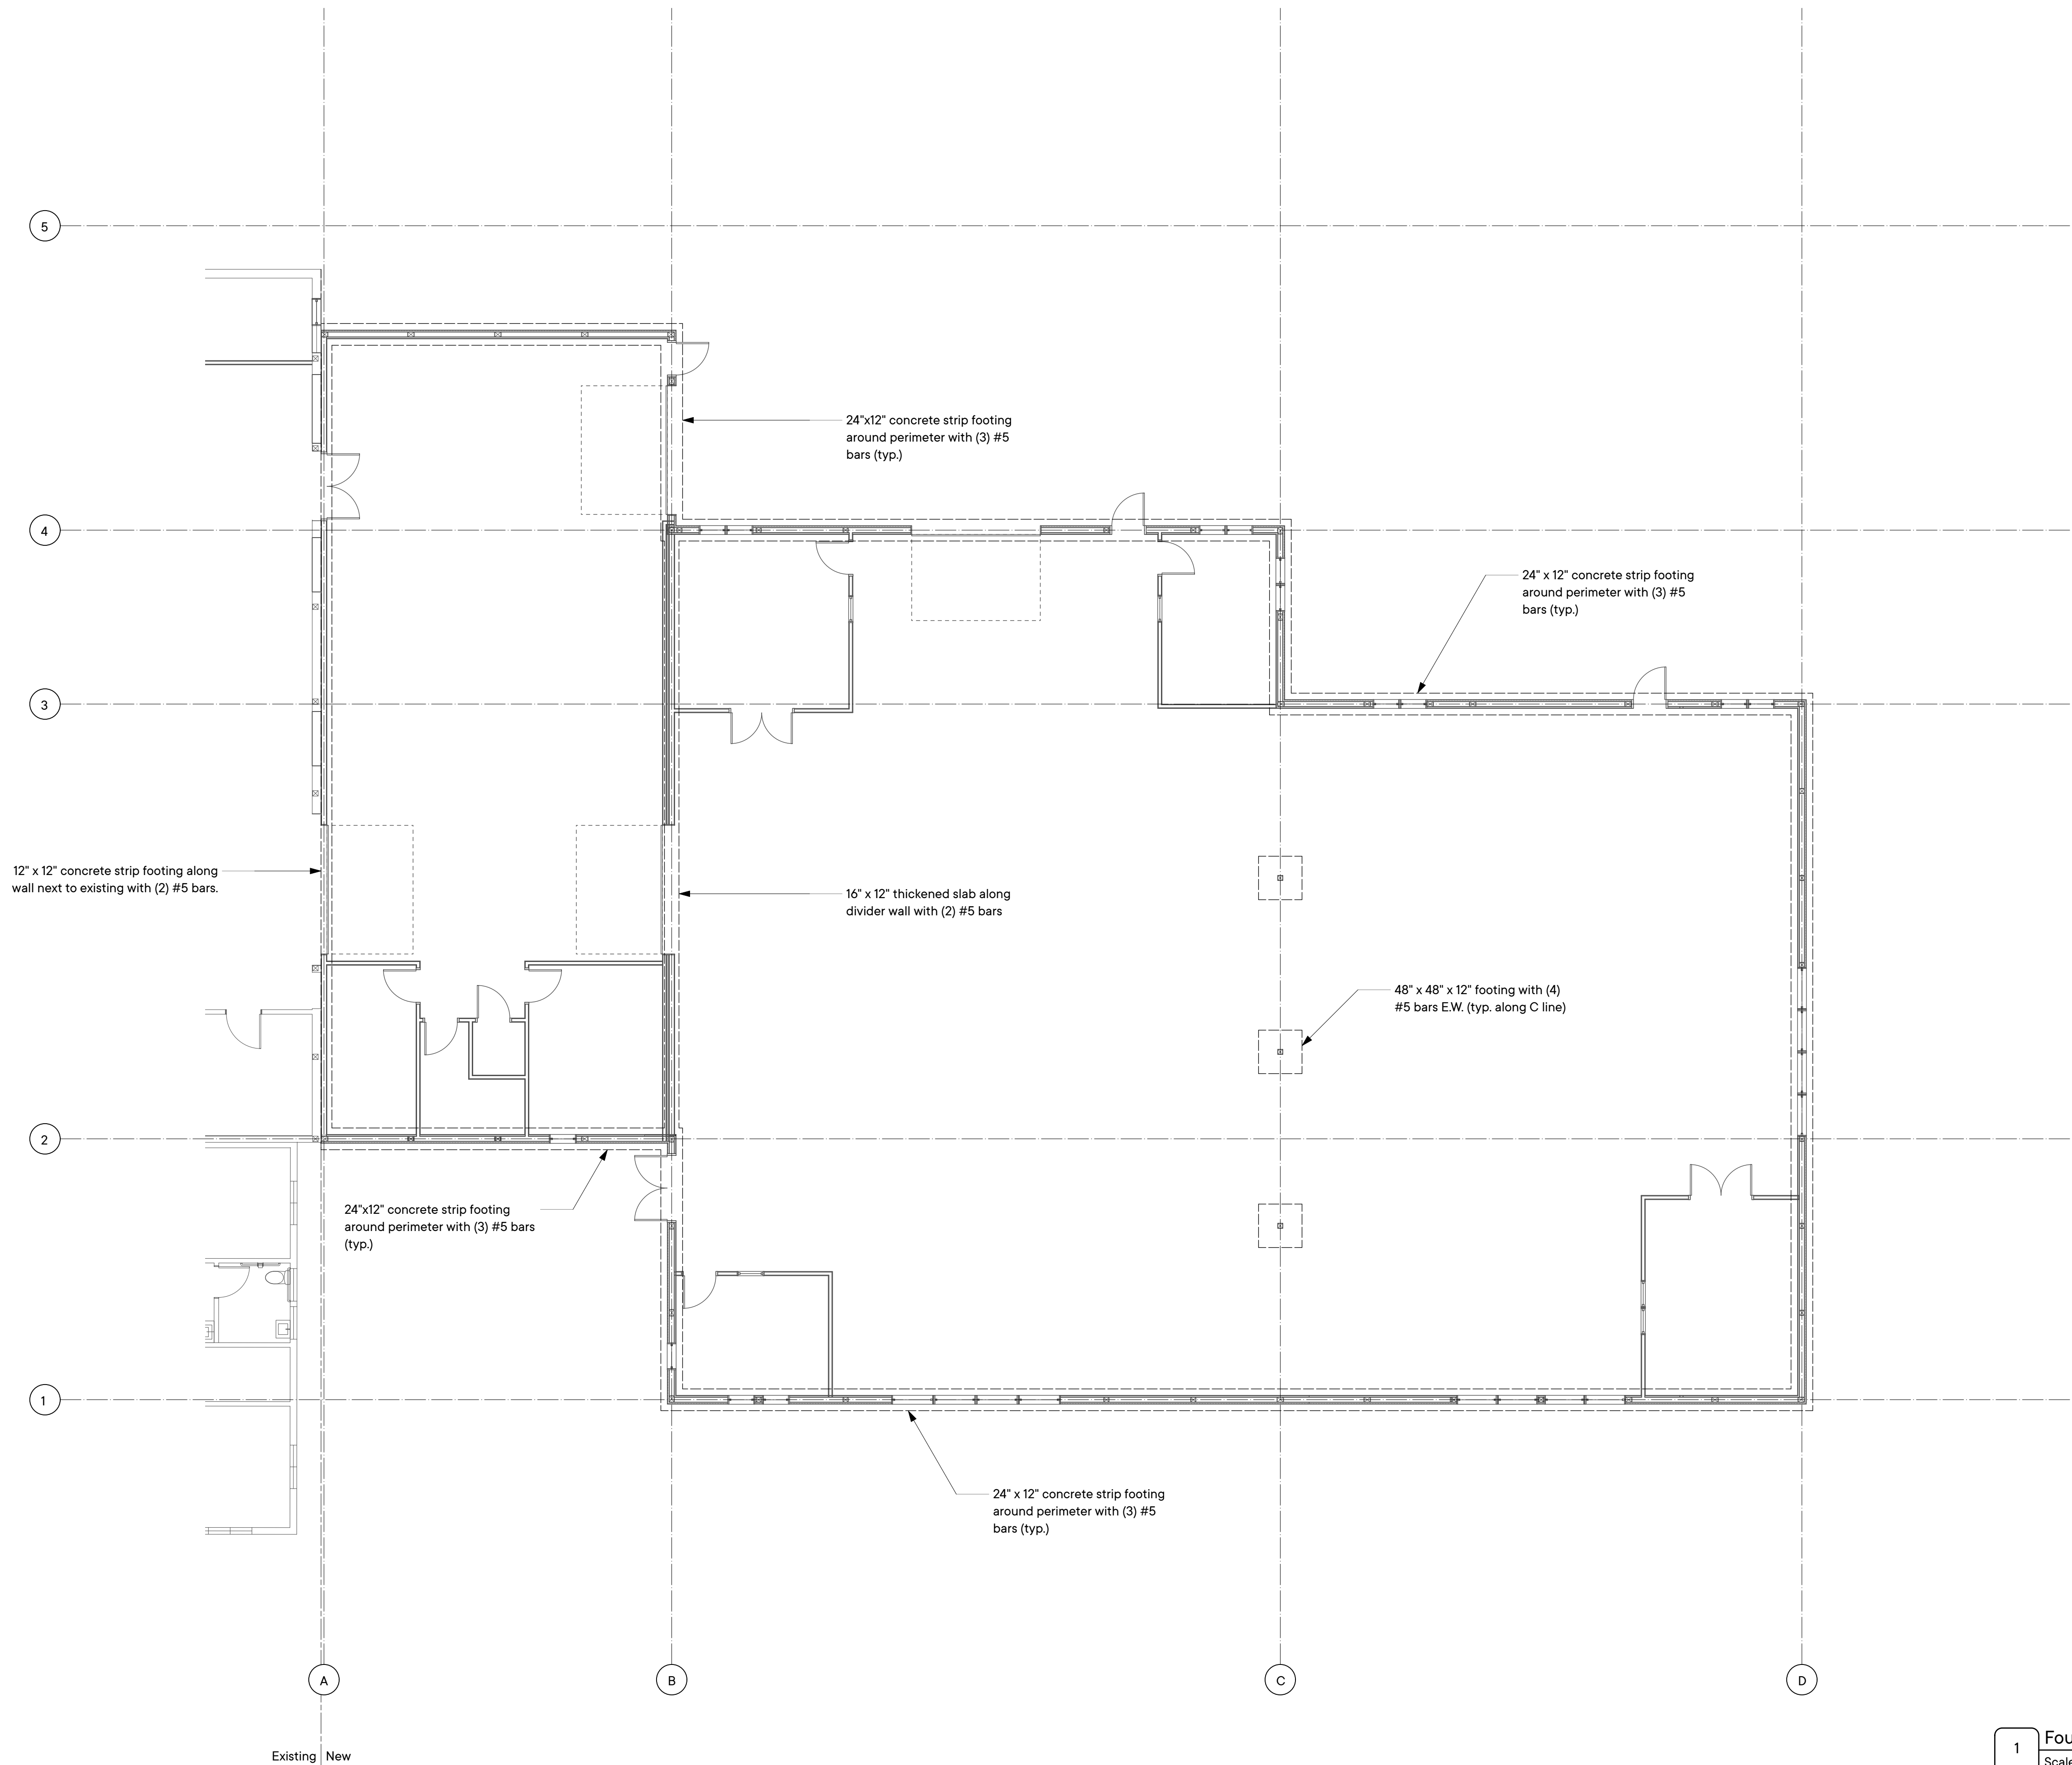 5
24"x12" concrete strip footing
around perimeter with (3) #5
bars (typ.)
4
24" x 12" concrete strip footing
around perimeter with (3) #5
bars (typ.)
3
12" x 12" concrete strip footing along
wall next to existing with (2) #5 bars.
16" x 12" thickened slab along
divider wall with (2) #5 bars
48" x 48" x 12" footing with (4)
#5 bars E.W. (typ. along C line)
2
24"x12" concrete strip footing
around perimeter with (3) #5 bars
(typ.)
1
24" x 12" concrete strip footing
around perimeter with (3) #5
bars (typ.)
A
B
C
D
Existing
New
1
Fou
Scale